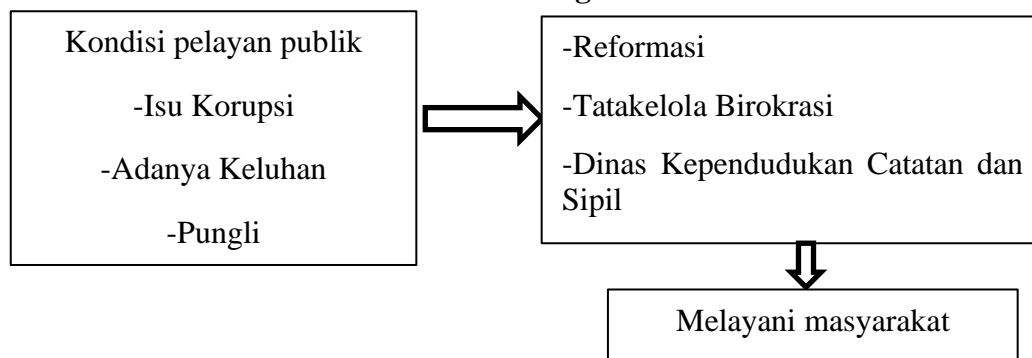 Kondisi pelayan publik
-Isu Korupsi
-Adanya Keluhan
-Pungli
-Reformasi
-Tatakelola Birokrasi
-Dinas Kependudukan Catatan dan
Sipil
Melayani masyarakat